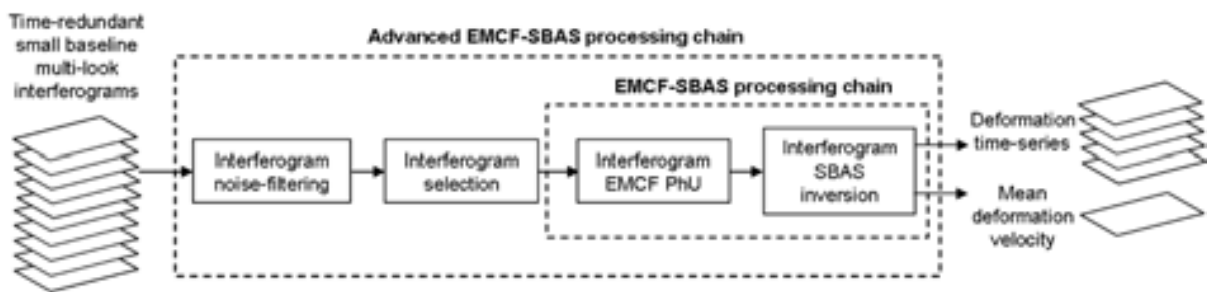 Time-redundant
small baseline
multi-look
interferograms
Advanced EMCF-SBAS processing chain
EMCF-SBAS processing chain
Interferogram
noise-filtering
Interferogram
selection
Interferogram
EMCF PhU
Interferogram
SBAS
inversion
Deformation
time-series
Mean
deformation
velocity